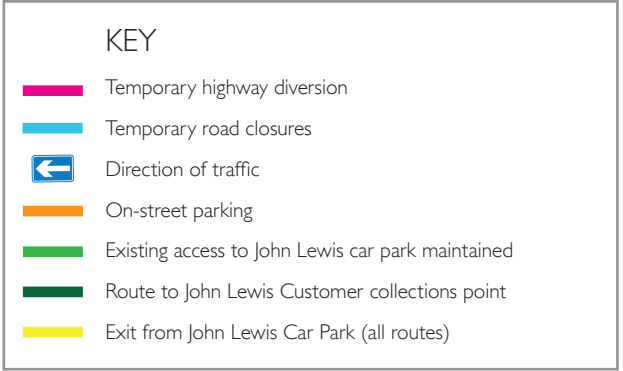 KEY
Temporary highway diversion
Temporary road closures
Direction of traffic
On-street parking
Existing access to John Lewis car park maintained
Route to John Lewis Customer collections point
Exit from John Lewis Car Park (all routes)